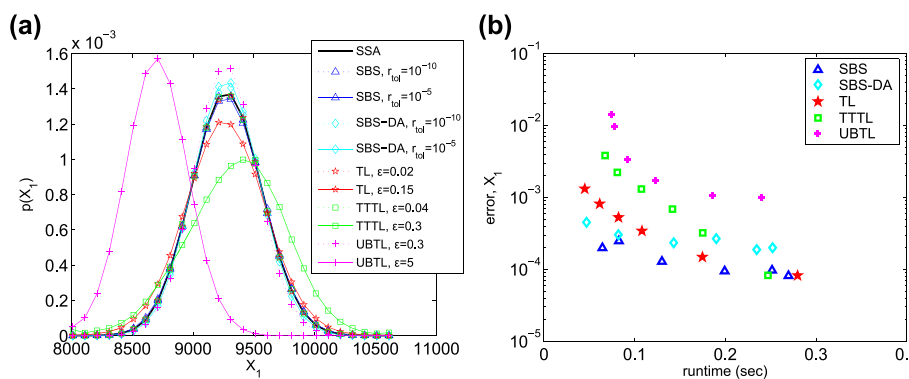 (a)
x 10⁻³
1.6
1.4
1.2
1
0.8
0.6
0.4
0.2
0
p(X₁)
8000 8500 9000 9500 10000 10500 11000
X₁
SSA
SBS, r_tol=10⁻¹⁰
SBS, r_tol=10⁻⁵
SBS−DA, r_tol=10⁻¹⁰
SBS−DA, r_tol=10⁻⁵
TL, ε=0.02
TL, ε=0.15
TTTL, ε=0.04
TTTL, ε=0.3
UBTL, ε=0.3
UBTL, ε=5
(b)
10⁻¹
10⁻²
10⁻³
10⁻⁴
10⁻⁵
error, X₁
0 0.1 0.2 0.3 0.
runtime (sec)
SBS
SBS-DA
TL
TTTL
UBTL